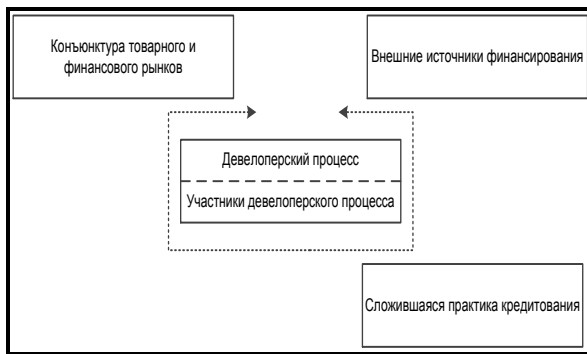 Конъюнктура товарного и
финансового рынков
Внешние источники финансирования
Девелоперский процесс
Участники девелоперского процесса
Сложившаяся практика кредитования